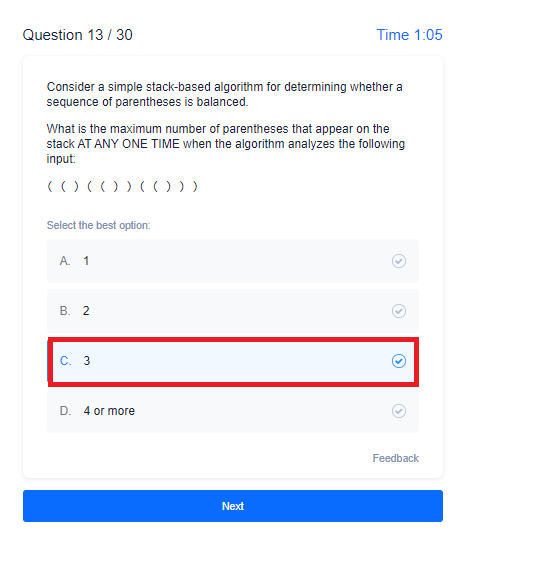 Question 13 / 30
Time 1:05
Consider a simple stack-based algorithm for determining whether a
sequence of parentheses is balanced.
What is the maximum number of parentheses that appear on the
stack AT ANY ONE TIME when the algorithm analyzes the following
input:
( ( ) ( ( ) ) ( ( ) ) )
Select the best option:
A. 1
B. 2
C. 3
D. 4 or more
Feedback
Next